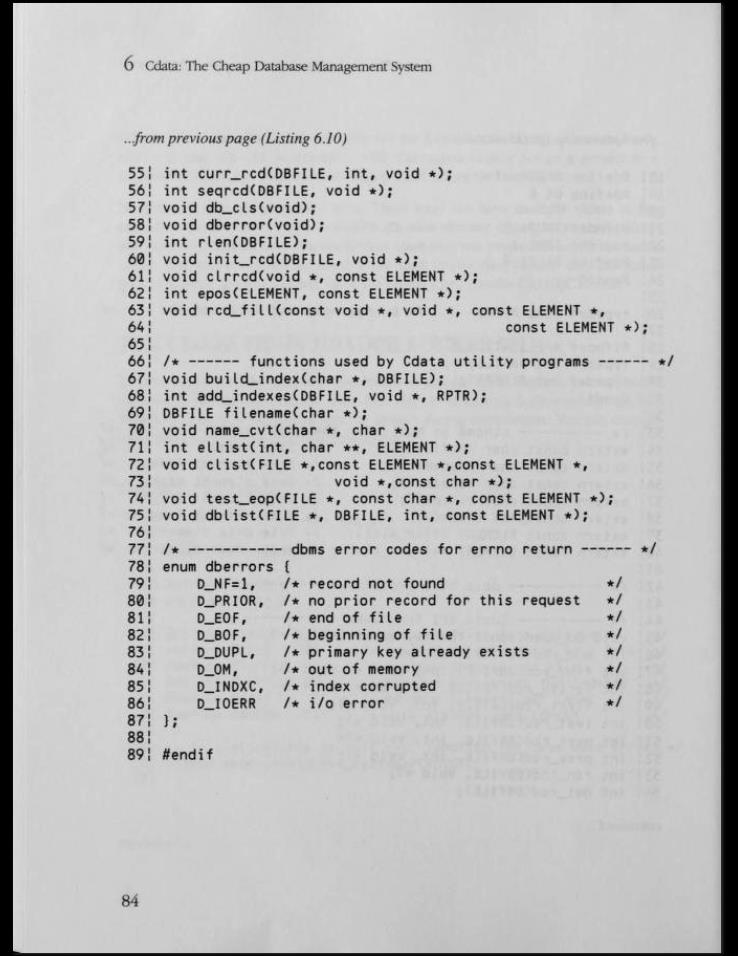 6 Cdata: The Cheap Database Management System
...from previous page (Listing 6.10)
55¦ int curr_rcd(DBFILE, int, void *);
56¦ int seqrcd(DBFILE, void *);
57¦ void db_cls(void);
58¦ void dberror(void);
59¦ int rlen(DBFILE);
60¦ void init_rcd(DBFILE, void *);
61¦ void clrrcd(void *, const ELEMENT *);
62¦ int epos(ELEMENT, const ELEMENT *);
63¦ void rcd_fill(const void *, void *, const ELEMENT *,
64¦                                         const ELEMENT *);
65¦
66¦ /* ------ functions used by Cdata utility programs ------ */
67¦ void build_index(char *, DBFILE);
68¦ int add_indexes(DBFILE, void *, RPTR);
69¦ DBFILE filename(char *);
70¦ void name_cvt(char *, char *);
71¦ int ellist(int, char **, ELEMENT *);
72¦ void clist(FILE *,const ELEMENT *,const ELEMENT *,
73¦                     void *,const char *);
74¦ void test_eop(FILE *, const char *, const ELEMENT *);
75¦ void dblist(FILE *, DBFILE, int, const ELEMENT *);
76¦
77¦ /* ----------- dbms error codes for errno return ------ */
78¦ enum dberrors {
79¦     D_NF=1,   /* record not found                   */
80¦     D_PRIOR,  /* no prior record for this request   */
81¦     D_EOF,    /* end of file                        */
82¦     D_BOF,    /* beginning of file                  */
83¦     D_DUPL,   /* primary key already exists         */
84¦     D_OM,     /* out of memory                      */
85¦     D_INDXC,  /* index corrupted                    */
86¦     D_IOERR   /* i/o error                          */
87¦ };
88¦
89¦ #endif
84